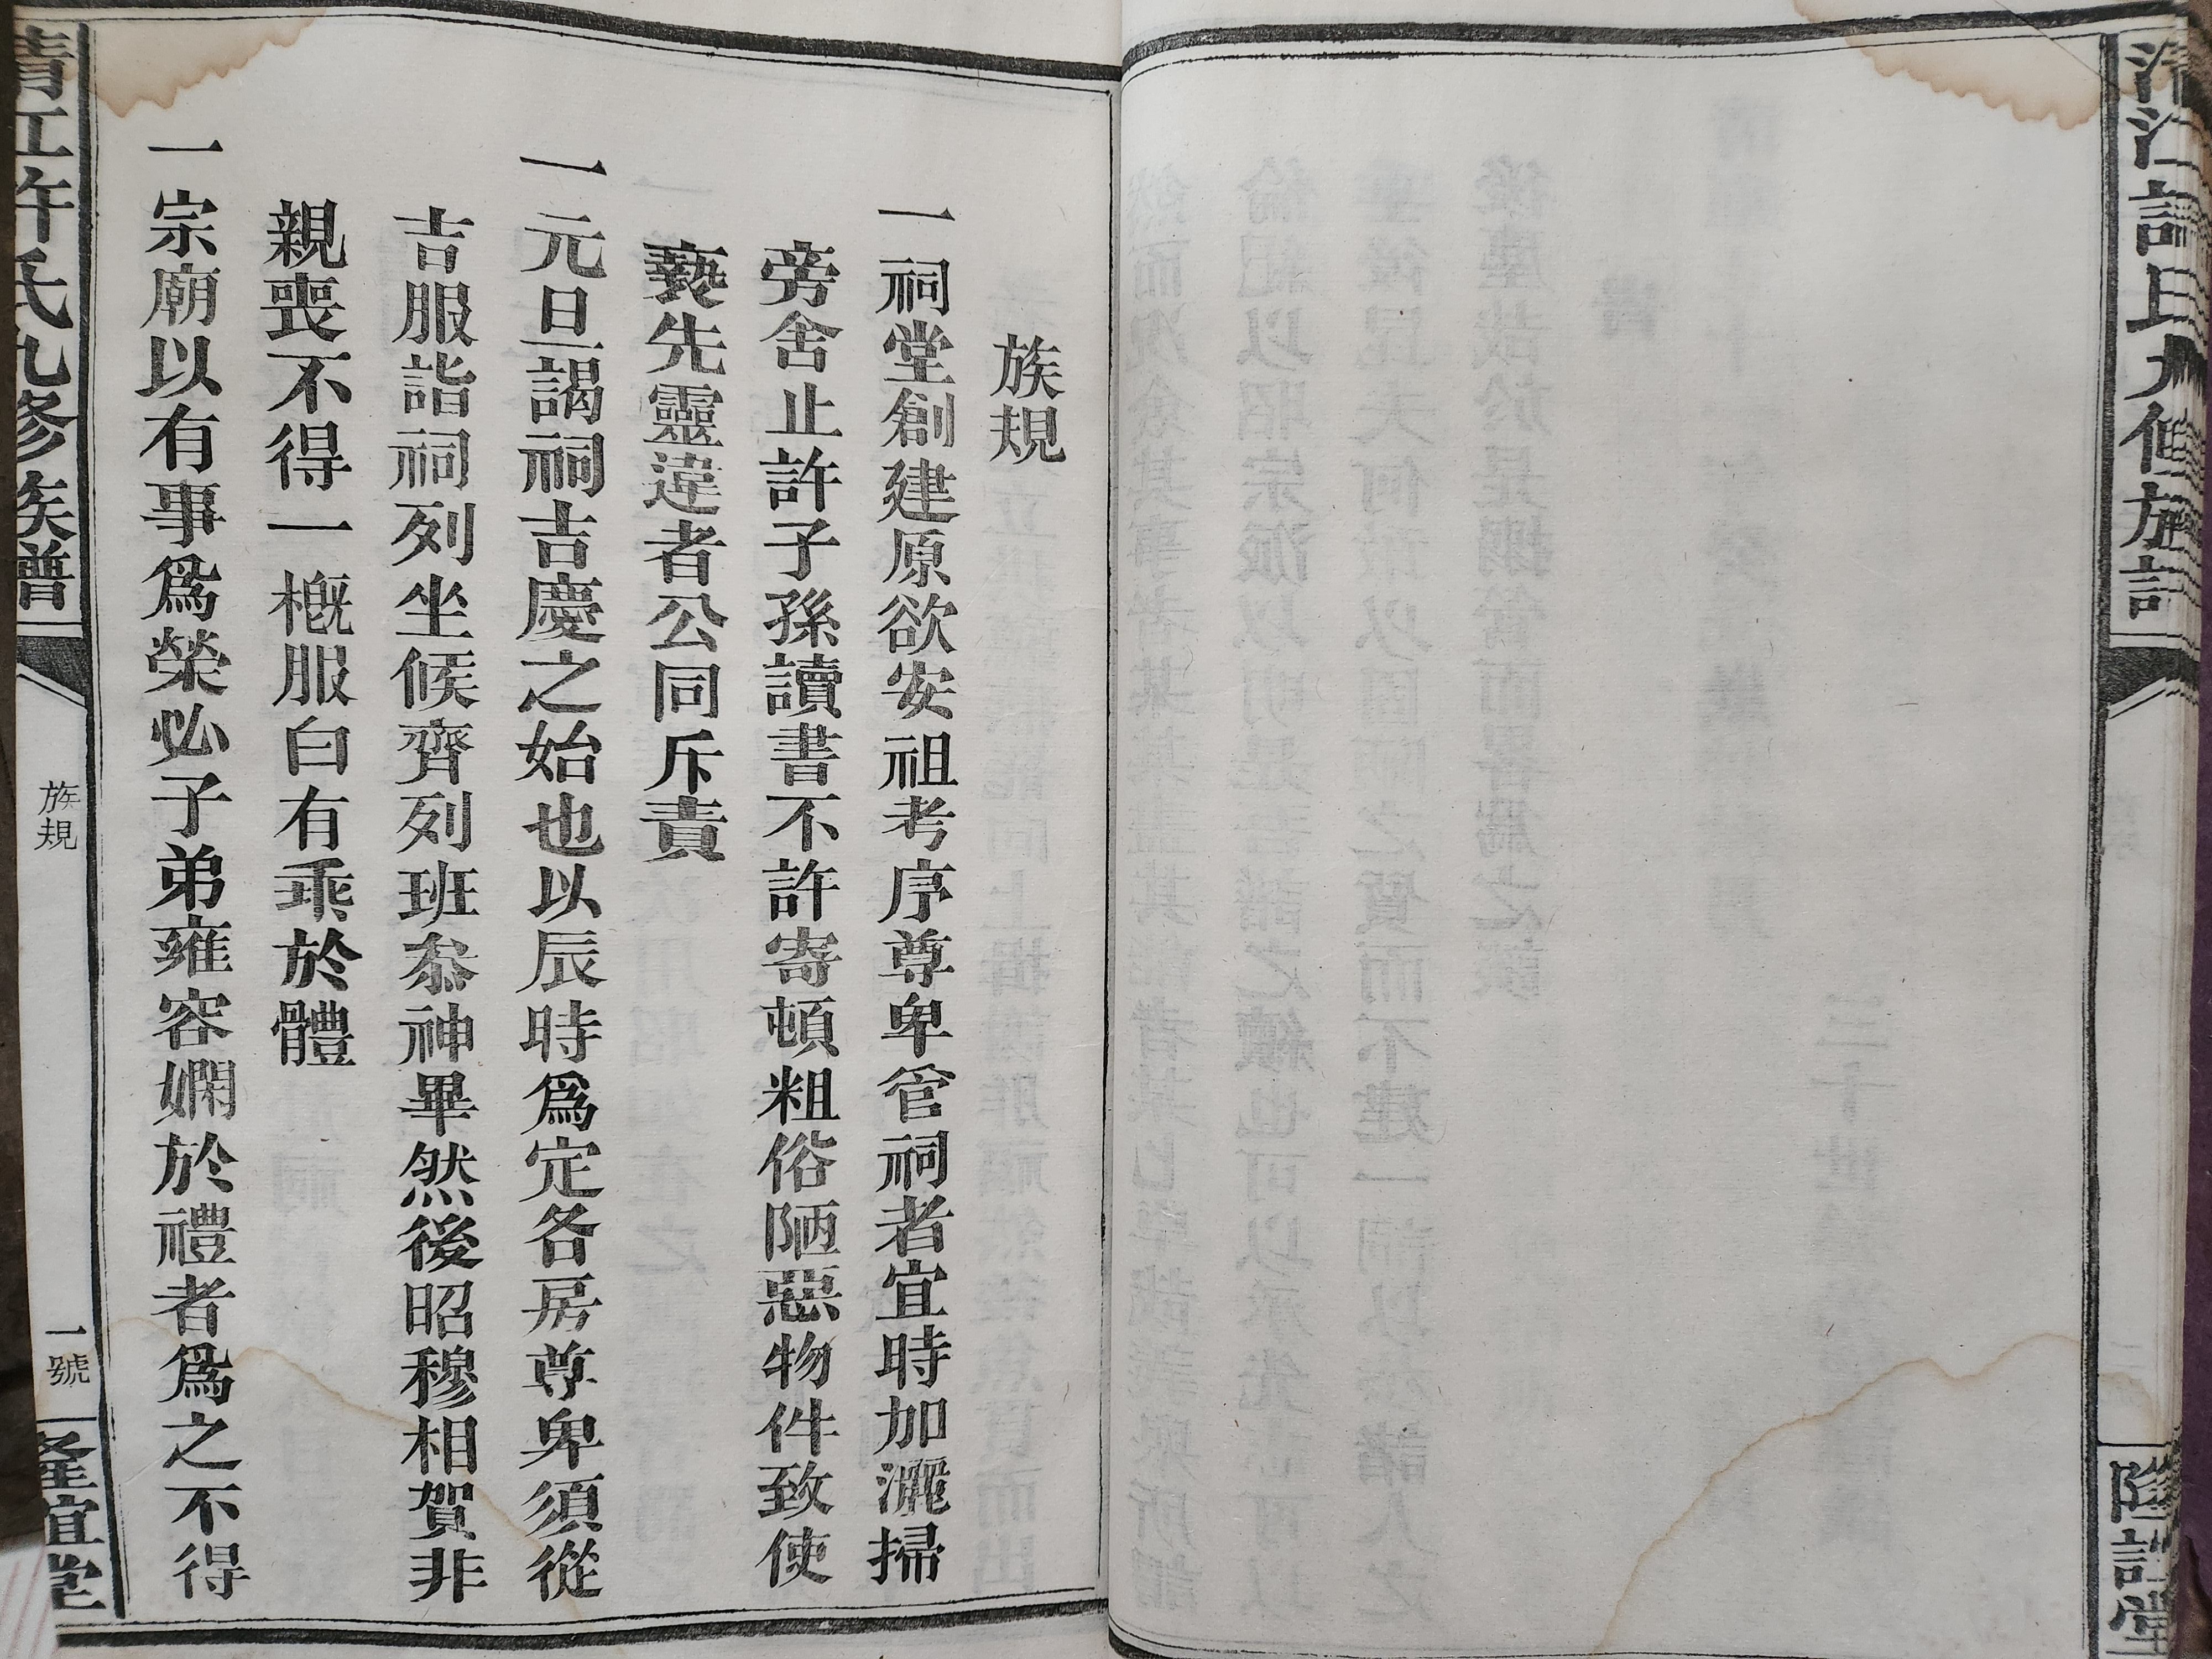 清江許氏九修族譜
隆誼堂
族規
一祠堂創建原欲安祖考序尊卑管祠者宜時加灑掃
旁舍止許子孫讀書不許寄頓粗俗陋惡物件致使
褻先靈違者公同斥責
一元旦謁祠吉慶之始也以辰時爲定各房尊卑須從
吉服詣祠列坐候齊列班叅神畢然後昭穆相賀非
親喪不得一槪服白有乖於體
一宗廟以有事爲榮必子弟雍容嫻於禮者爲之不得
清江許氏九修族譜
族規
一號
隆誼堂